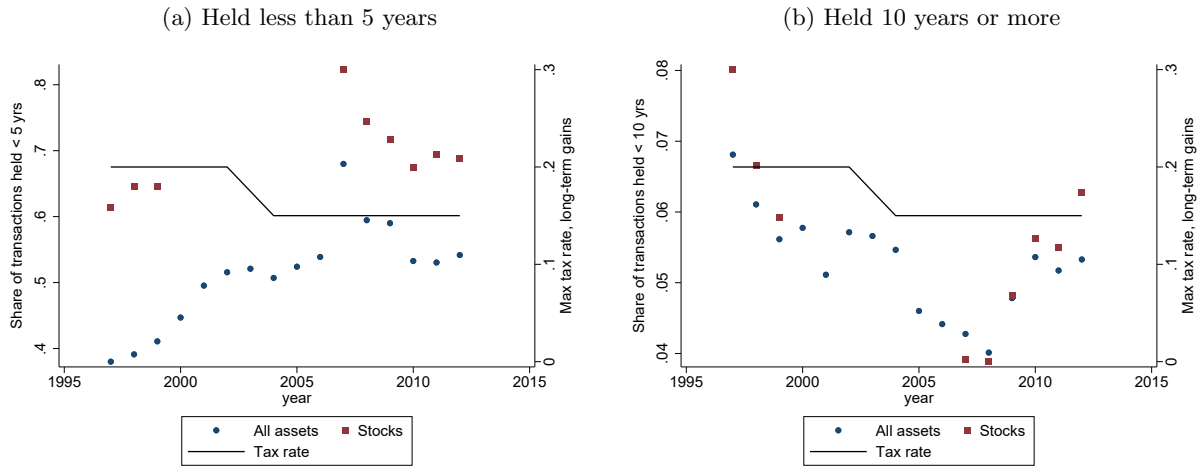 (a) Held less than 5 years
Share of transactions held < 5 yrs
.8
.7
.6
.5
.4
.3
.2
.1
0
Max tax rate, long-term gains
1995 2000 2005 2010 2015
year
All assets Stocks
Tax rate
(b) Held 10 years or more
Share of transactions held < 10 yrs
.08
.07
.06
.05
.04
.3
.2
.1
0
Max tax rate, long-term gains
1995 2000 2005 2010 2015
year
All assets Stocks
Tax rate